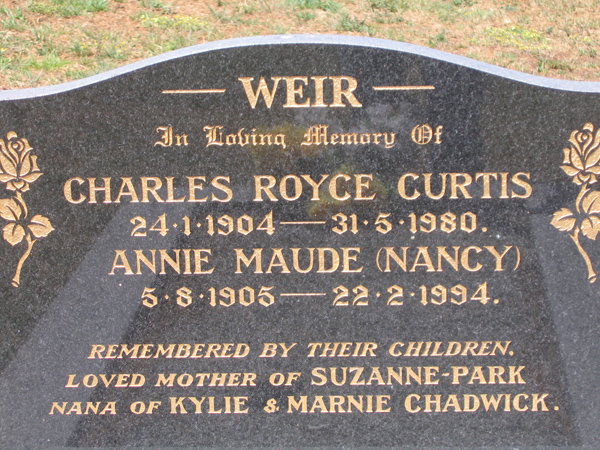 — WEIR —
In Loving Memory Of
CHARLES ROYCE CURTIS
24·1·1904 — 31·5·1980.
ANNIE MAUDE (NANCY)
5·8·1905 — 22·2·1994.
REMEMBERED BY THEIR CHILDREN.
LOVED MOTHER OF SUZANNE-PARK
NANA OF KYLIE & MARNIE CHADWICK.